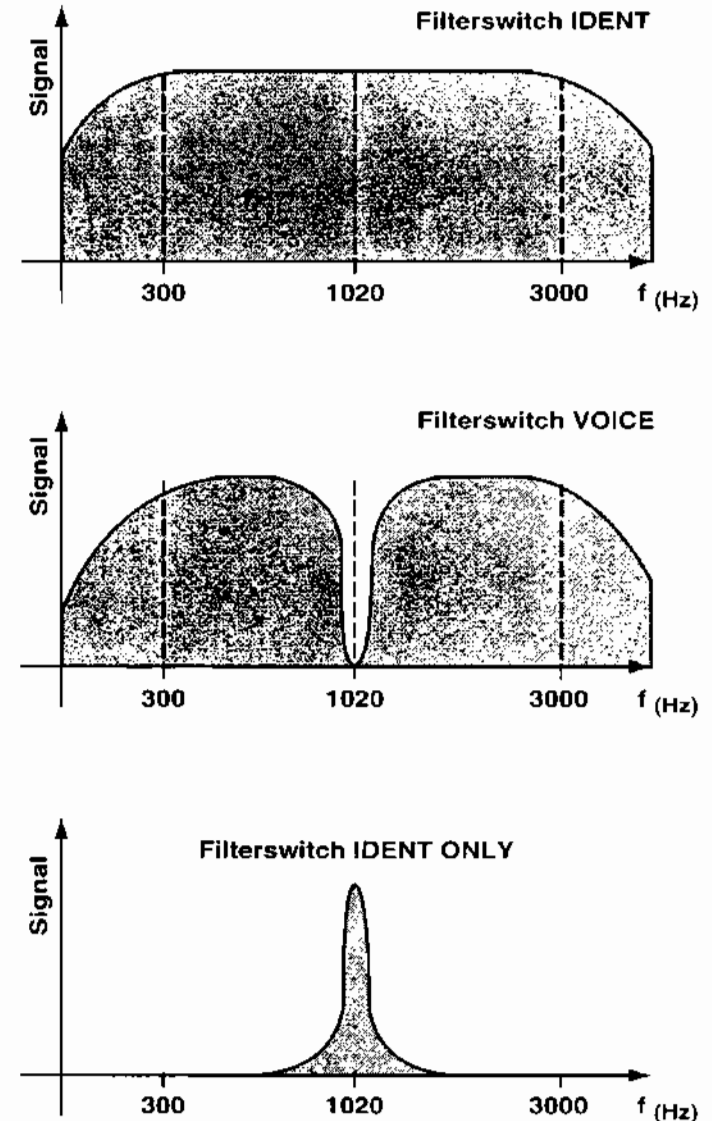 Filterswitch IDENT
Signal
300 1020 3000 f (Hz)
Filterswitch VOICE
Signal
300 1020 3000 f (Hz)
Filterswitch IDENT ONLY
Signal
300 1020 3000 f (Hz)